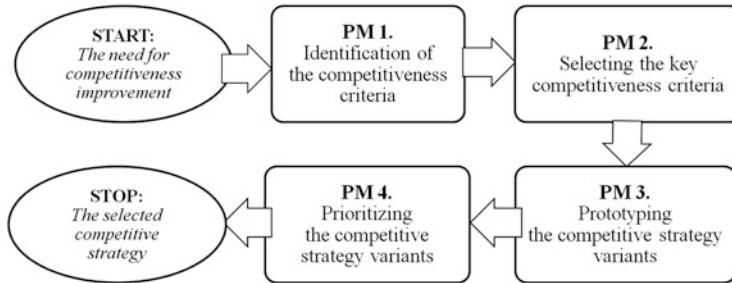 START:
The need for
competitiveness
improvement
PM 1.
Identification of
the competitiveness
criteria
PM 2.
Selecting the key
competitiveness criteria
PM 3.
Prototyping
the competitive strategy
variants
PM 4.
Prioritizing
the competitive
strategy variants
STOP:
The selected
competitive
strategy